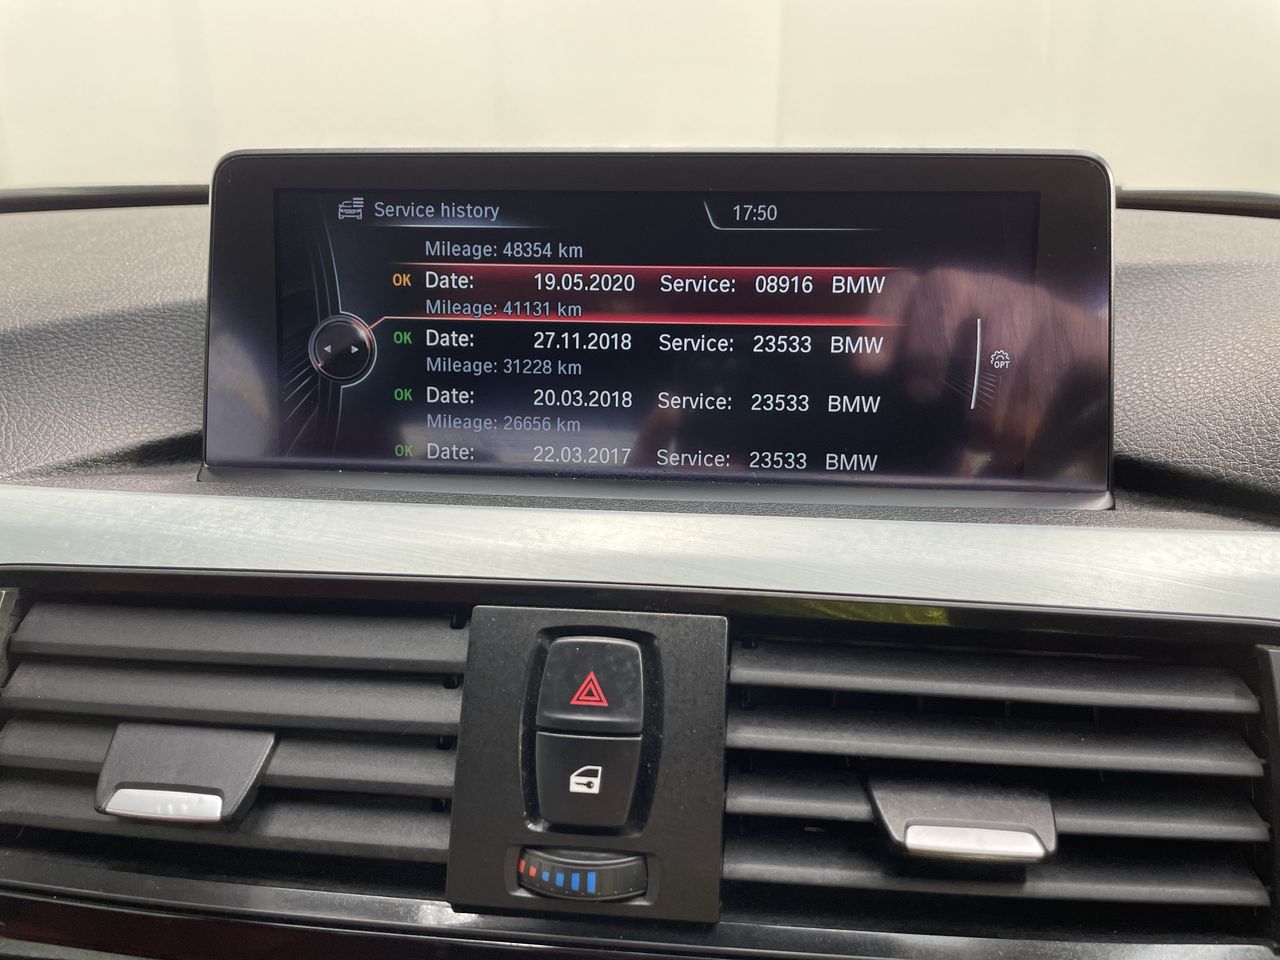 Service history 17:50
Mileage: 48354 km
OK Date: 19.05.2020 Service: 08916 BMW
Mileage: 41131 km
OK Date: 27.11.2018 Service: 23533 BMW
Mileage: 31228 km
OK Date: 20.03.2018 Service: 23533 BMW
Mileage: 26656 km
OK Date: 22.03.2017 Service: 23533 BMW
OPT